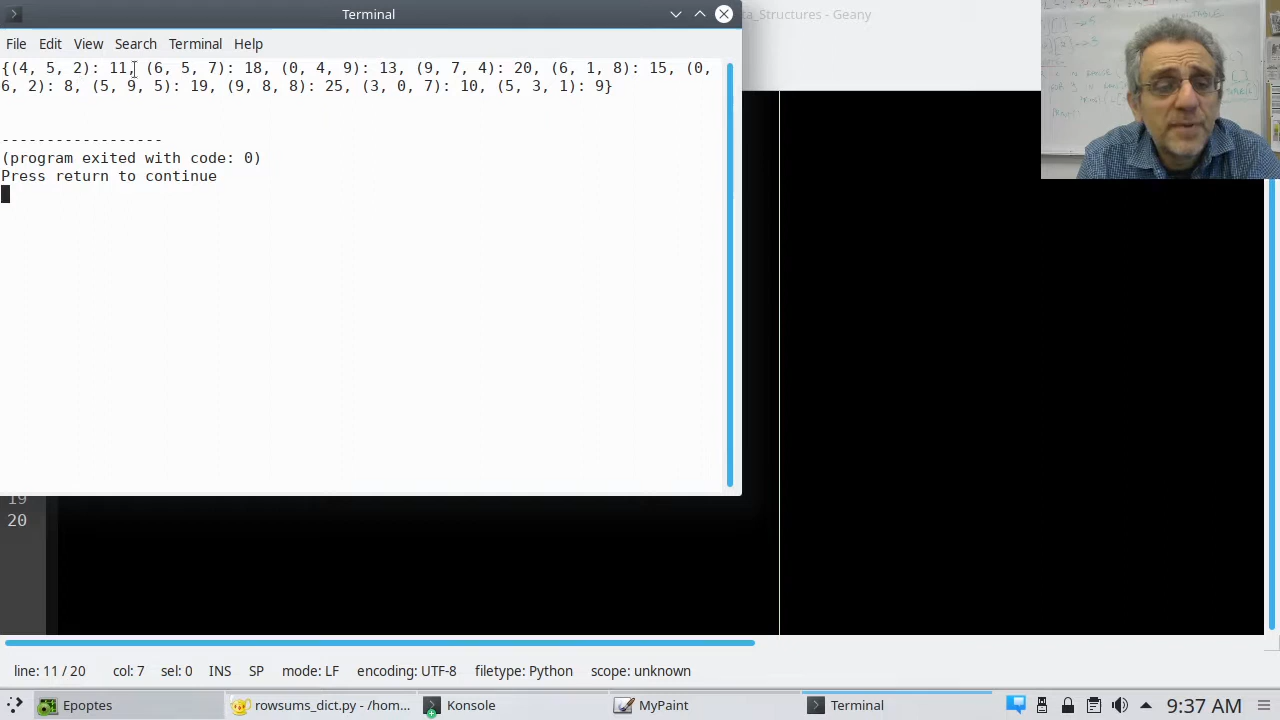 Terminal
ta_Structures - Geany
File Edit View Search Terminal Help
{(4, 5, 2): 11, (6, 5, 7): 18, (0, 4, 9): 13, (9, 7, 4): 20, (6, 1, 8): 15, (0,
6, 2): 8, (5, 9, 5): 19, (9, 8, 8): 25, (3, 0, 7): 10, (5, 3, 1): 9}
------------------
(program exited with code: 0)
Press return to continue
19
20
line: 11 / 20 col: 7 sel: 0 INS SP mode: LF encoding: UTF-8 filetype: Python scope: unknown
Epoptes rowsums_dict.py - /hom... Konsole MyPaint Terminal 9:37 AM